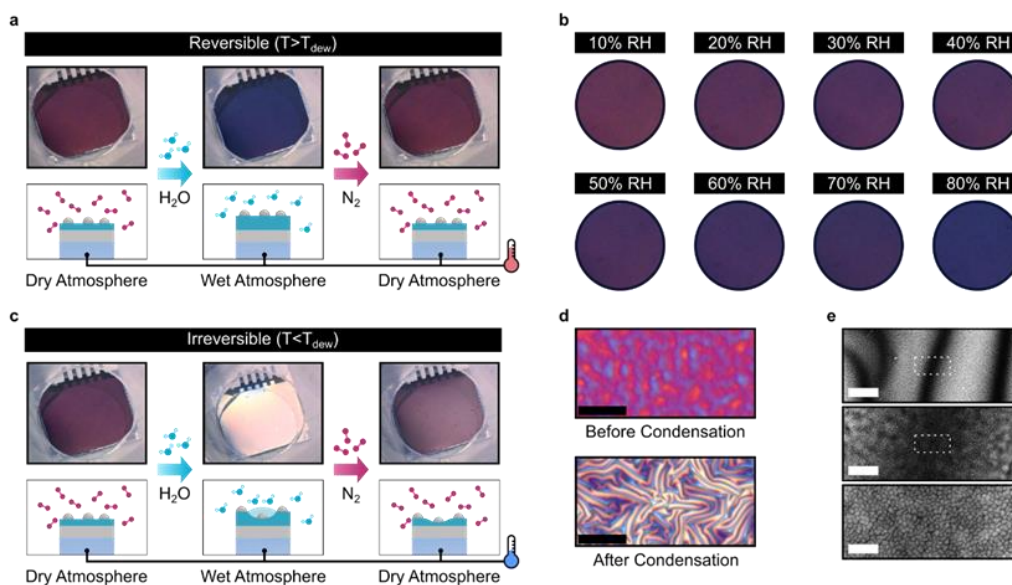 a
Reversible (T>Tdew)
H2O
N2
Dry Atmosphere
Wet Atmosphere
Dry Atmosphere
b
10% RH
20% RH
30% RH
40% RH
50% RH
60% RH
70% RH
80% RH
c
Irreversible (T<Tdew)
H2O
N2
Dry Atmosphere
Wet Atmosphere
Dry Atmosphere
d
Before Condensation
After Condensation
e